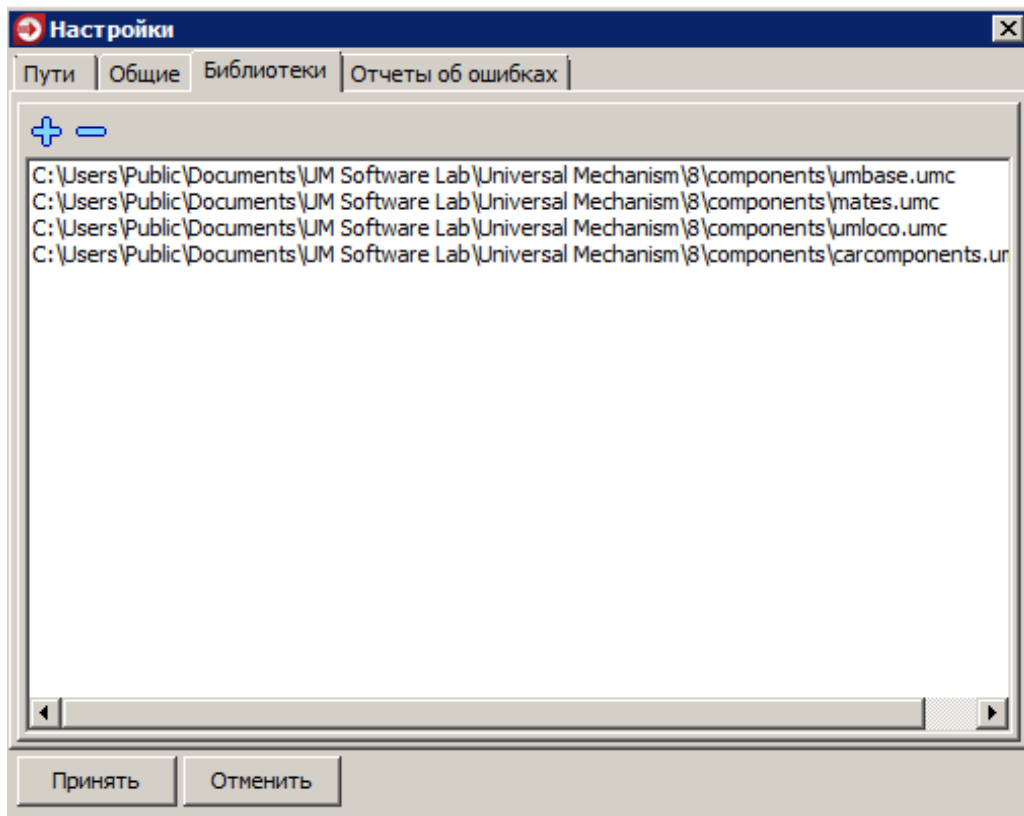 Настройки
Пути Общие Библиотеки Отчеты об ошибках
C:\Users\Public\Documents\UM Software Lab\Universal Mechanism\8\components\umbase.umc
C:\Users\Public\Documents\UM Software Lab\Universal Mechanism\8\components\mates.umc
C:\Users\Public\Documents\UM Software Lab\Universal Mechanism\8\components\umloco.umc
C:\Users\Public\Documents\UM Software Lab\Universal Mechanism\8\components\carcomponents.um
Принять Отменить